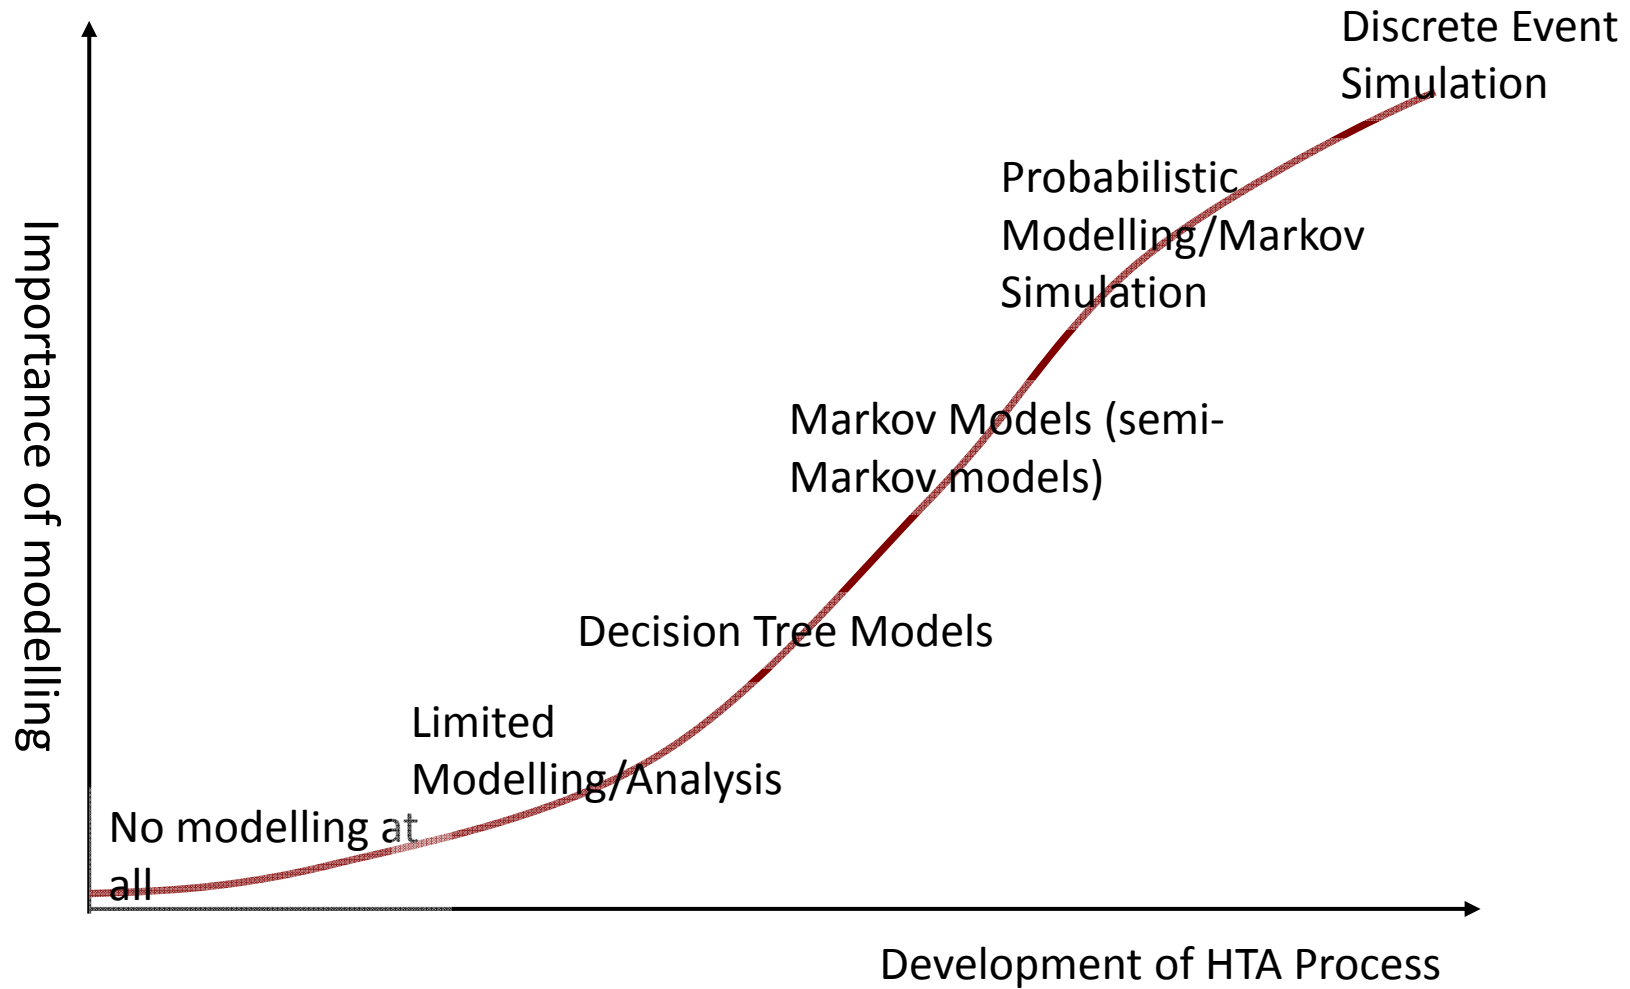 Discrete Event
Simulation
Probabilistic
Modelling/Markov
Simulation
Importance of modelling
Markov Models (semi-
Markov models)
Decision Tree Models
Limited
Modelling/Analysis
No modelling at
all
Development of HTA Process